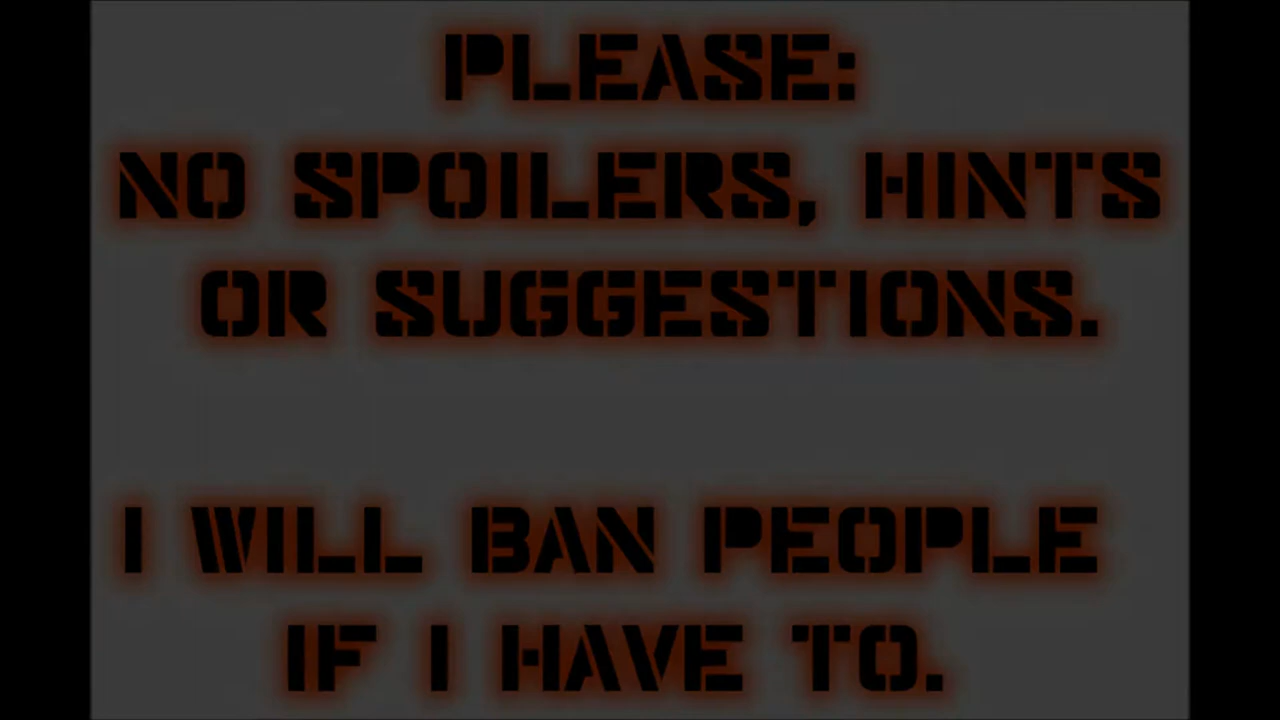 PLEASE:
NO SPOILERS, HINTS
OR SUGGESTIONS.
I WILL BAN PEOPLE
IF I HAVE TO.